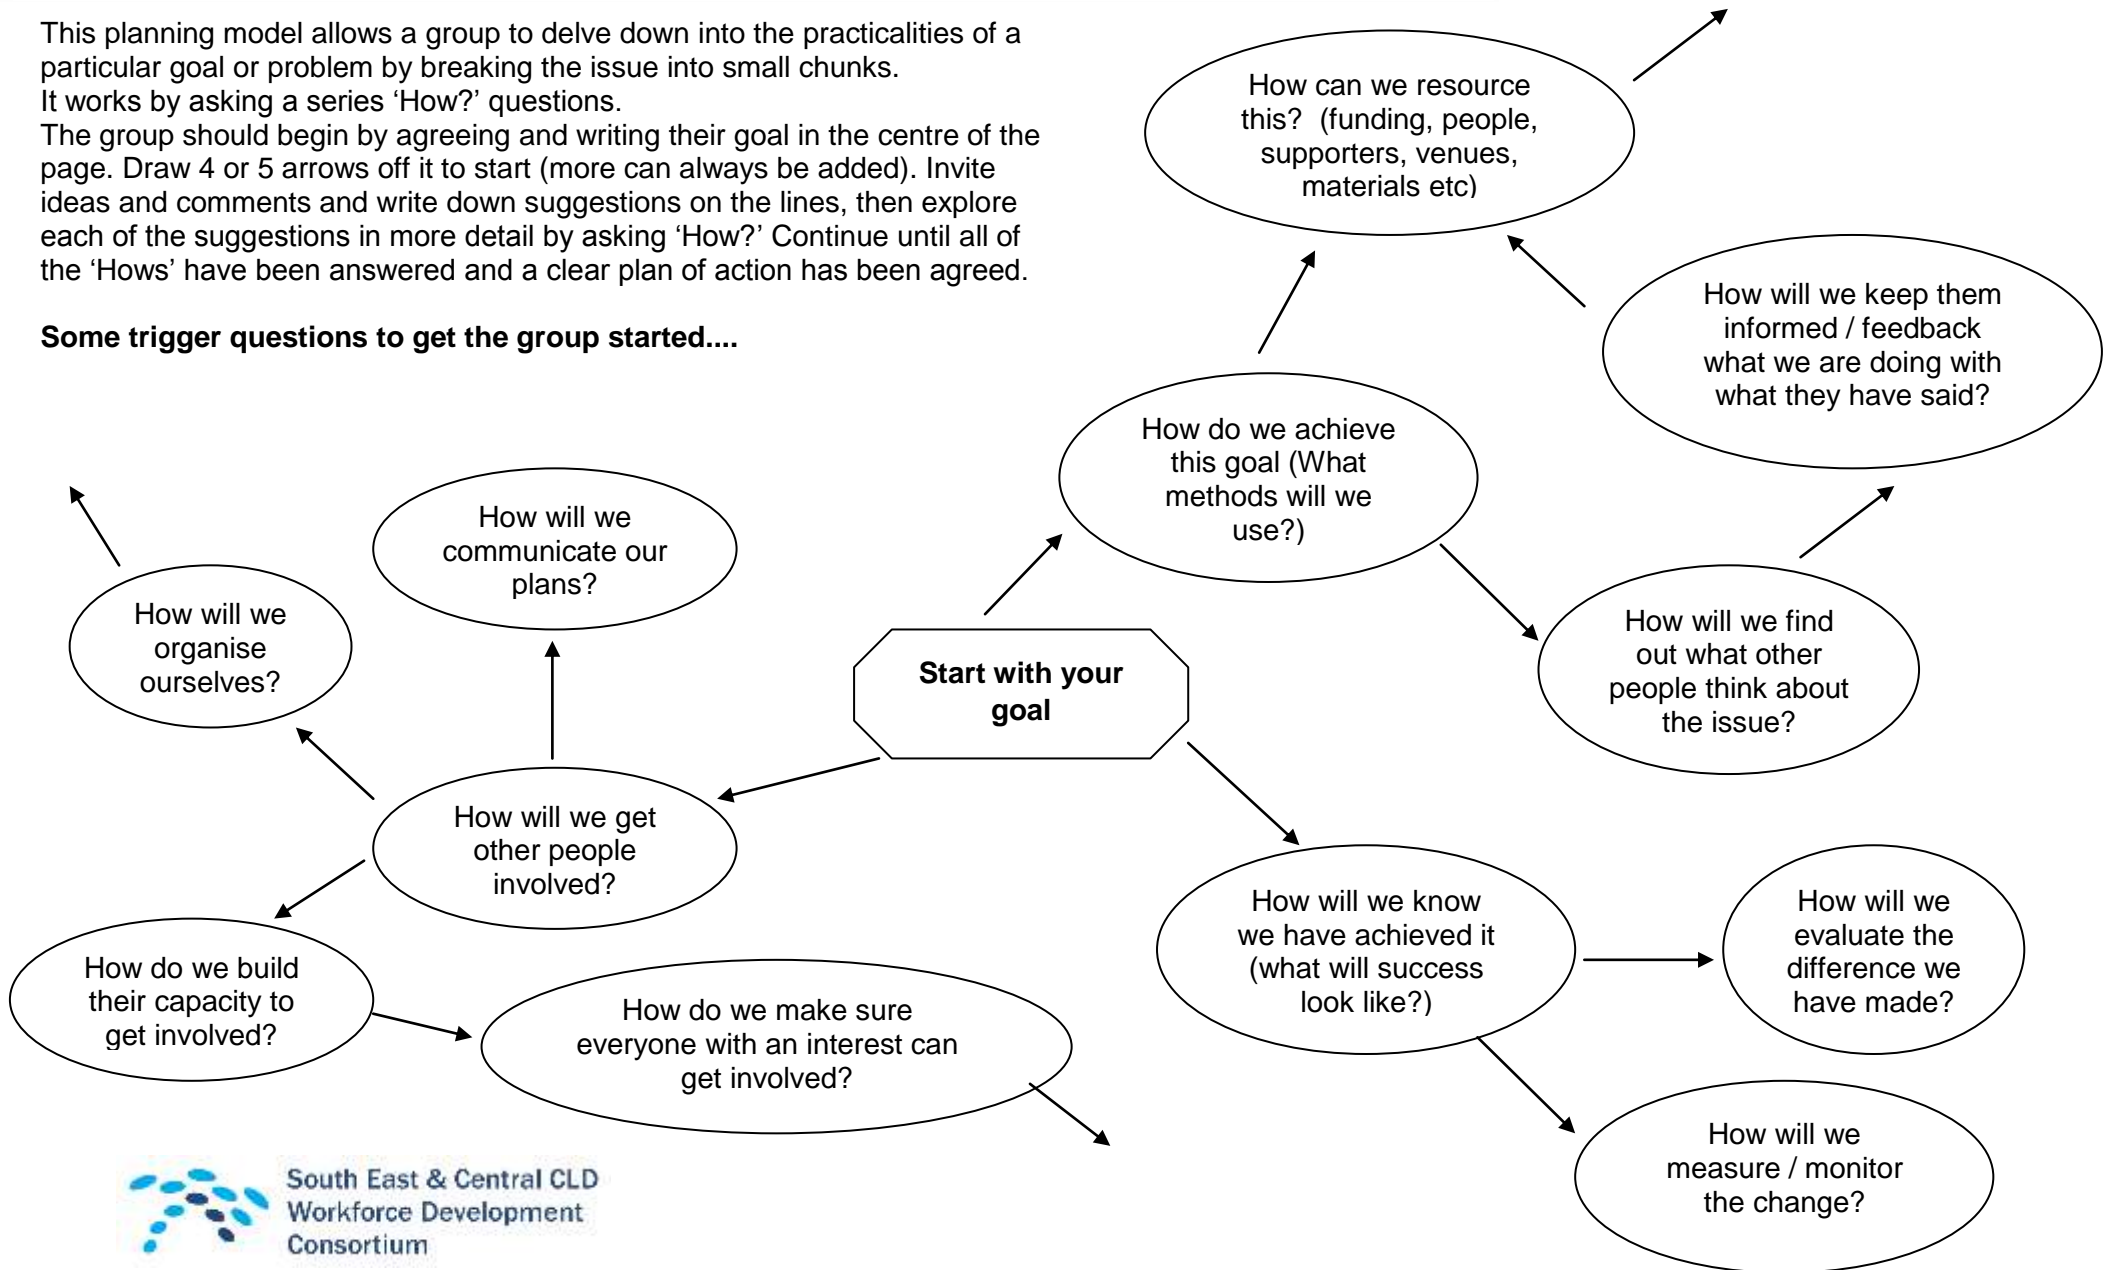 This planning model allows a group to delve down into the practicalities of a
particular goal or problem by breaking the issue into small chunks.
It works by asking a series ‘How?’ questions.
The group should begin by agreeing and writing their goal in the centre of the
page. Draw 4 or 5 arrows off it to start (more can always be added). Invite
ideas and comments and write down suggestions on the lines, then explore
each of the suggestions in more detail by asking ‘How?’ Continue until all of
the ‘Hows’ have been answered and a clear plan of action has been agreed.
Some trigger questions to get the group started....
How can we resource
this? (funding, people,
supporters, venues,
materials etc)
How will we keep them
informed / feedback
what we are doing with
what they have said?
How do we achieve
this goal (What
methods will we
use?)
How will we
communicate our
plans?
How will we
organise
ourselves?
How will we find
out what other
people think about
the issue?
Start with your
goal
How will we get
other people
involved?
How will we know
we have achieved it
(what will success
look like?)
How will we
evaluate the
difference we
have made?
How do we build
their capacity to
get involved?
How do we make sure
everyone with an interest can
get involved?
How will we
measure / monitor
the change?
South East & Central CLD
Workforce Development
Consortium